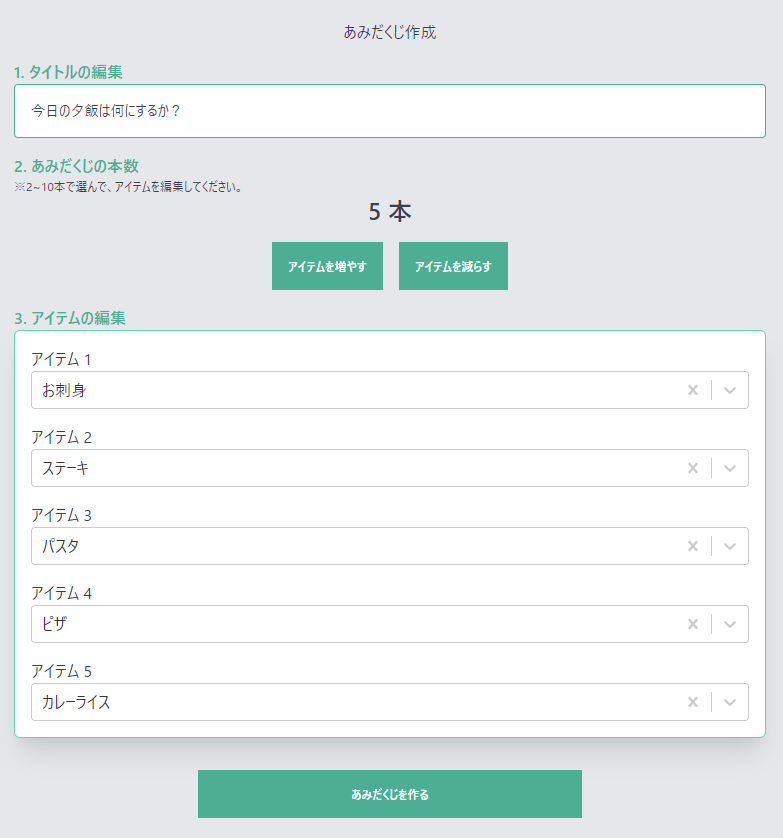 あみだくじ作成
1. タイトルの編集
今日の夕飯は何にするか？
2. あみだくじの本数
※2~10本で選んで、アイテムを編集してください。
5 本
アイテムを増やす アイテムを減らす
3. アイテムの編集
アイテム 1
お刺身
アイテム 2
ステーキ
アイテム 3
パスタ
アイテム 4
ピザ
アイテム 5
カレーライス
あみだくじを作る